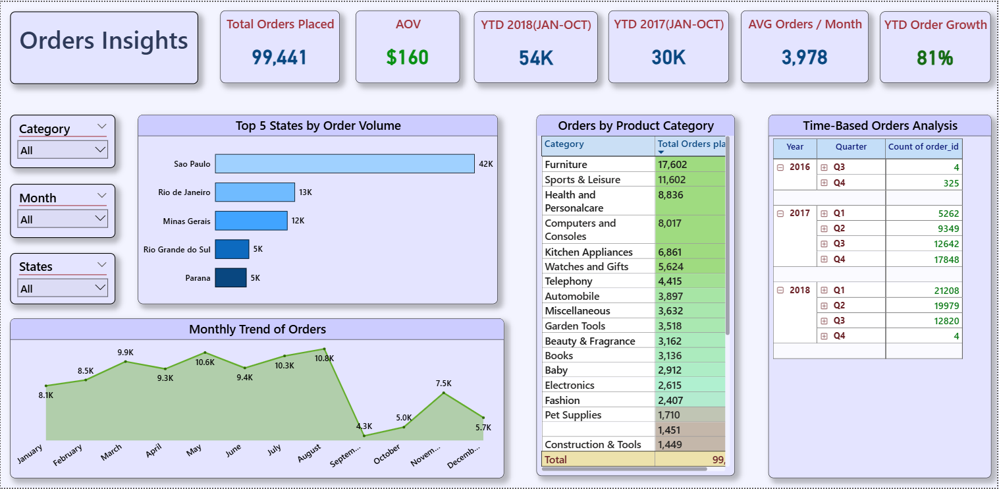 Orders Insights
Total Orders Placed
99,441
AOV
$160
YTD 2018(JAN-OCT)
54K
YTD 2017(JAN-OCT)
30K
AVG Orders / Month
3,978
YTD Order Growth
81%
Category
All
Month
All
States
All
Top 5 States by Order Volume
Sao Paulo 42K
Rio de Janeiro 13K
Minas Gerais 12K
Rio Grande do Sul 5K
Parana 5K
Monthly Trend of Orders
8.1K
8.5K
9.9K
9.3K
10.6K
9.4K
10.3K
10.8K
4.3K
5.0K
7.5K
5.7K
January
February
March
April
May
June
July
August
Septem...
October
Novem...
Decemb...
Orders by Product Category
Category Total Orders pla
Furniture 17,602
Sports & Leisure 11,602
Health and 8,836
Personalcare
Computers and 8,017
Consoles
Kitchen Appliances 6,861
Watches and Gifts 5,624
Telephony 4,415
Automobile 3,897
Miscellaneous 3,632
Garden Tools 3,518
Beauty & Fragrance 3,162
Books 3,136
Baby 2,912
Electronics 2,615
Fashion 2,407
Pet Supplies 1,710
1,451
Construction & Tools 1,449
Total 99,
Time-Based Orders Analysis
Year Quarter Count of order_id
2016 Q3 4
Q4 325
2017 Q1 5262
Q2 9349
Q3 12642
Q4 17848
2018 Q1 21208
Q2 19979
Q3 12820
Q4 4